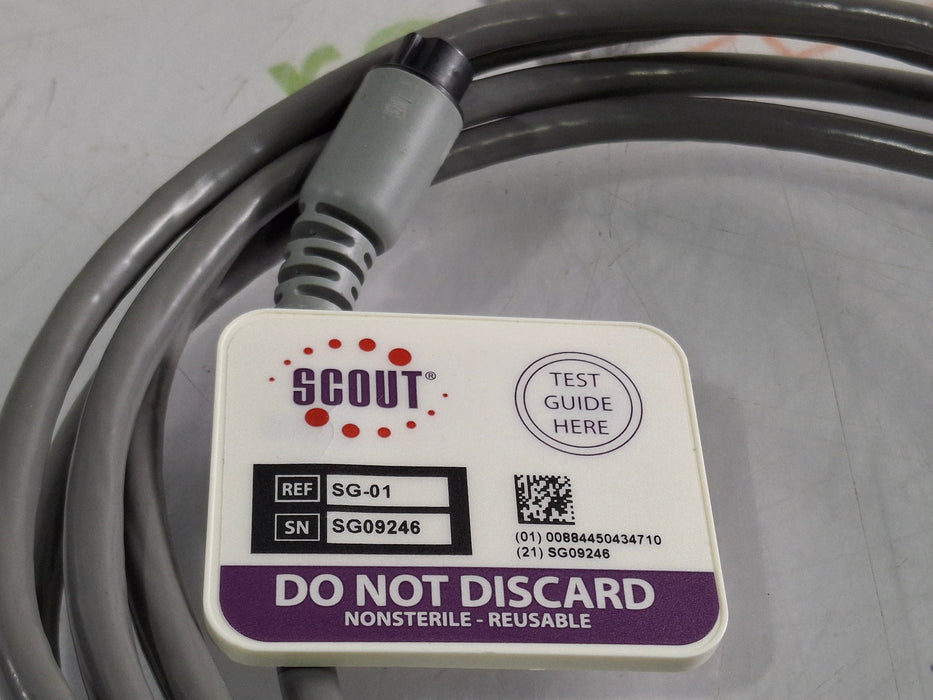 SCOUT®
TEST
GUIDE
HERE
REF SG-01
SN SG09246
(01) 00884450434710
(21) SG09246
DO NOT DISCARD
NONSTERILE - REUSABLE